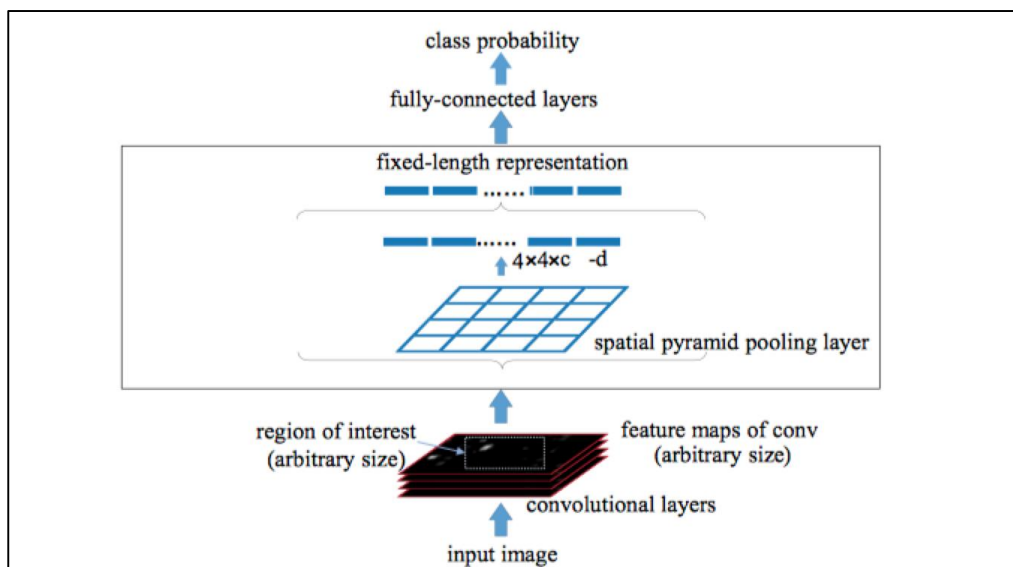 class probability
fully-connected layers
fixed-length representation
......
......
4×4×c -d
spatial pyramid pooling layer
region of interest
(arbitrary size)
feature maps of conv
(arbitrary size)
convolutional layers
input image